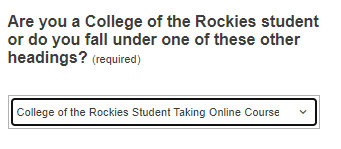 Are you a College of the Rockies student
or do you fall under one of these other
headings? (required)
College of the Rockies Student Taking Online Course